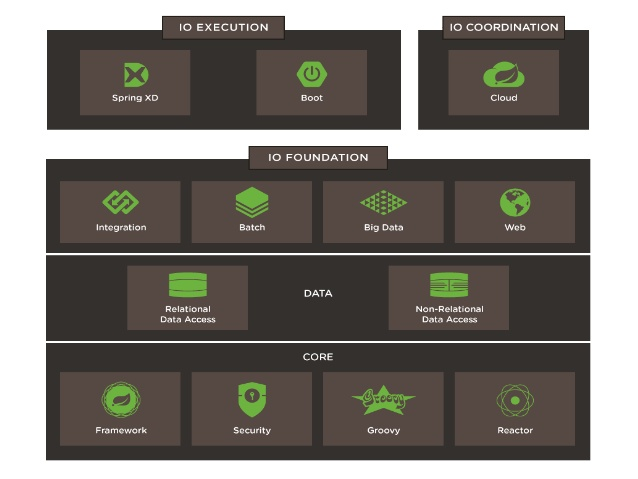 IO EXECUTION
IO COORDINATION
Spring XD
Boot
Cloud
IO FOUNDATION
Integration
Batch
Big Data
Web
DATA
Relational
Data Access
Non-Relational
Data Access
CORE
Framework
Security
Groovy
Groovy
Reactor